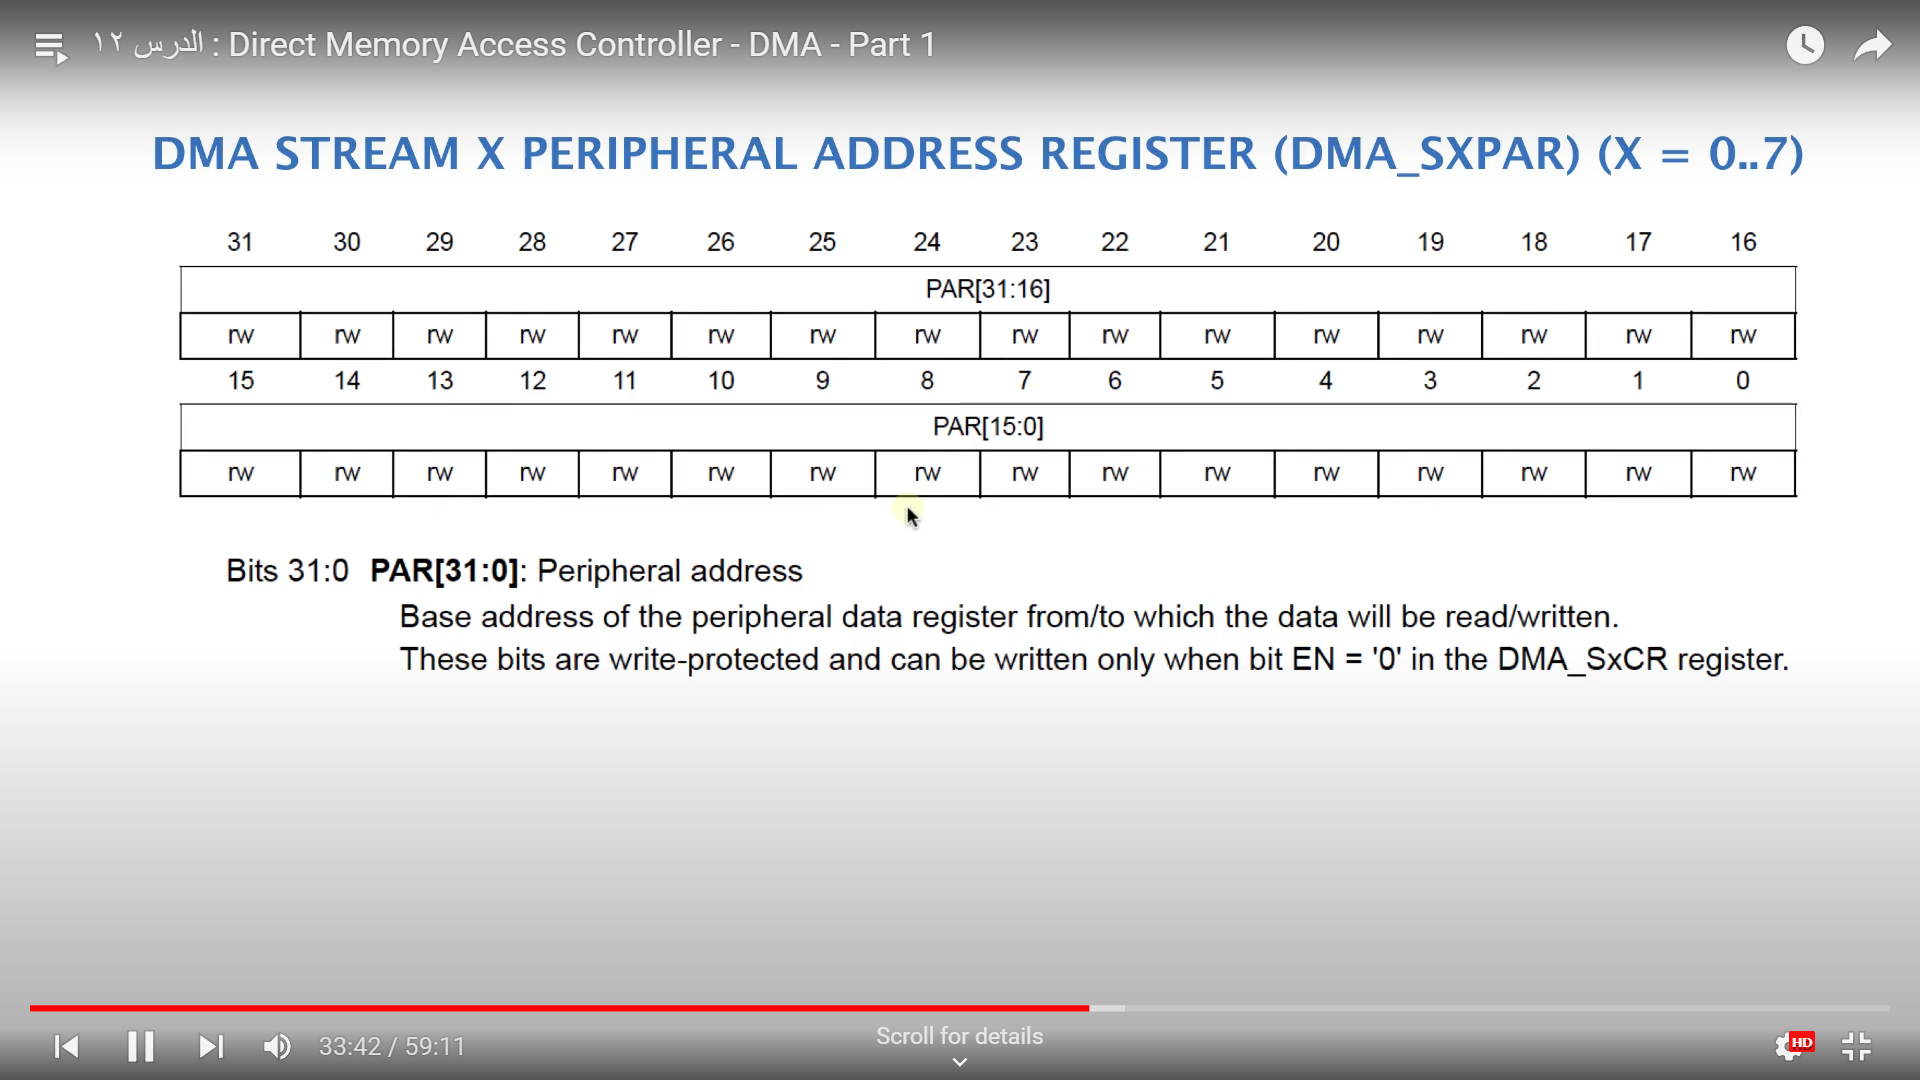 الدرس ١٢ : Direct Memory Access Controller - DMA - Part 1
DMA STREAM X PERIPHERAL ADDRESS REGISTER (DMA_SXPAR) (X = 0..7)
31 30 29 28 27 26 25 24 23 22 21 20 19 18 17 16
PAR[31:16]
rw rw rw rw rw rw rw rw rw rw rw rw rw rw rw rw
15 14 13 12 11 10 9 8 7 6 5 4 3 2 1 0
PAR[15:0]
rw rw rw rw rw rw rw rw rw rw rw rw rw rw rw rw
Bits 31:0 PAR[31:0]: Peripheral address
Base address of the peripheral data register from/to which the data will be read/written.
These bits are write-protected and can be written only when bit EN = '0' in the DMA_SxCR register.
Scroll for details
33:42 / 59:11
HD